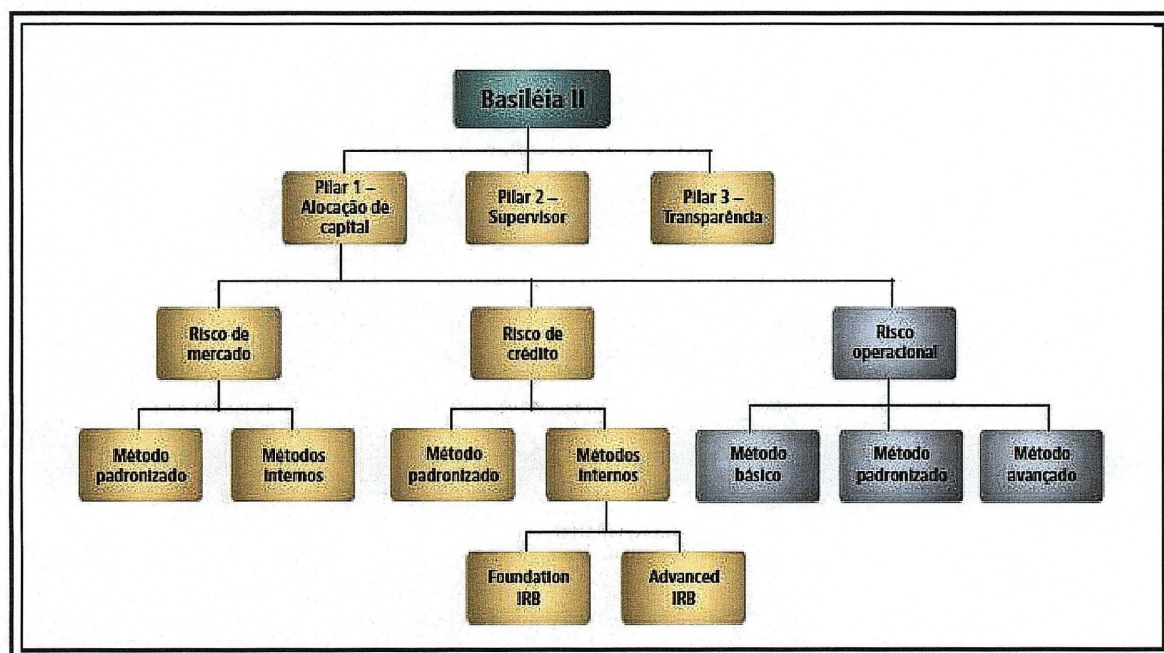 Basiléia II
Pilar 1 –
Alocação de
capital
Pilar 2 –
Supervisor
Pilar 3 –
Transparência
Risco de
mercado
Risco de
crédito
Risco
operacional
Método
padronizado
Métodos
internos
Método
padronizado
Métodos
internos
Método
básico
Método
padronizado
Método
avançado
Foundation
IRB
Advanced
IRB